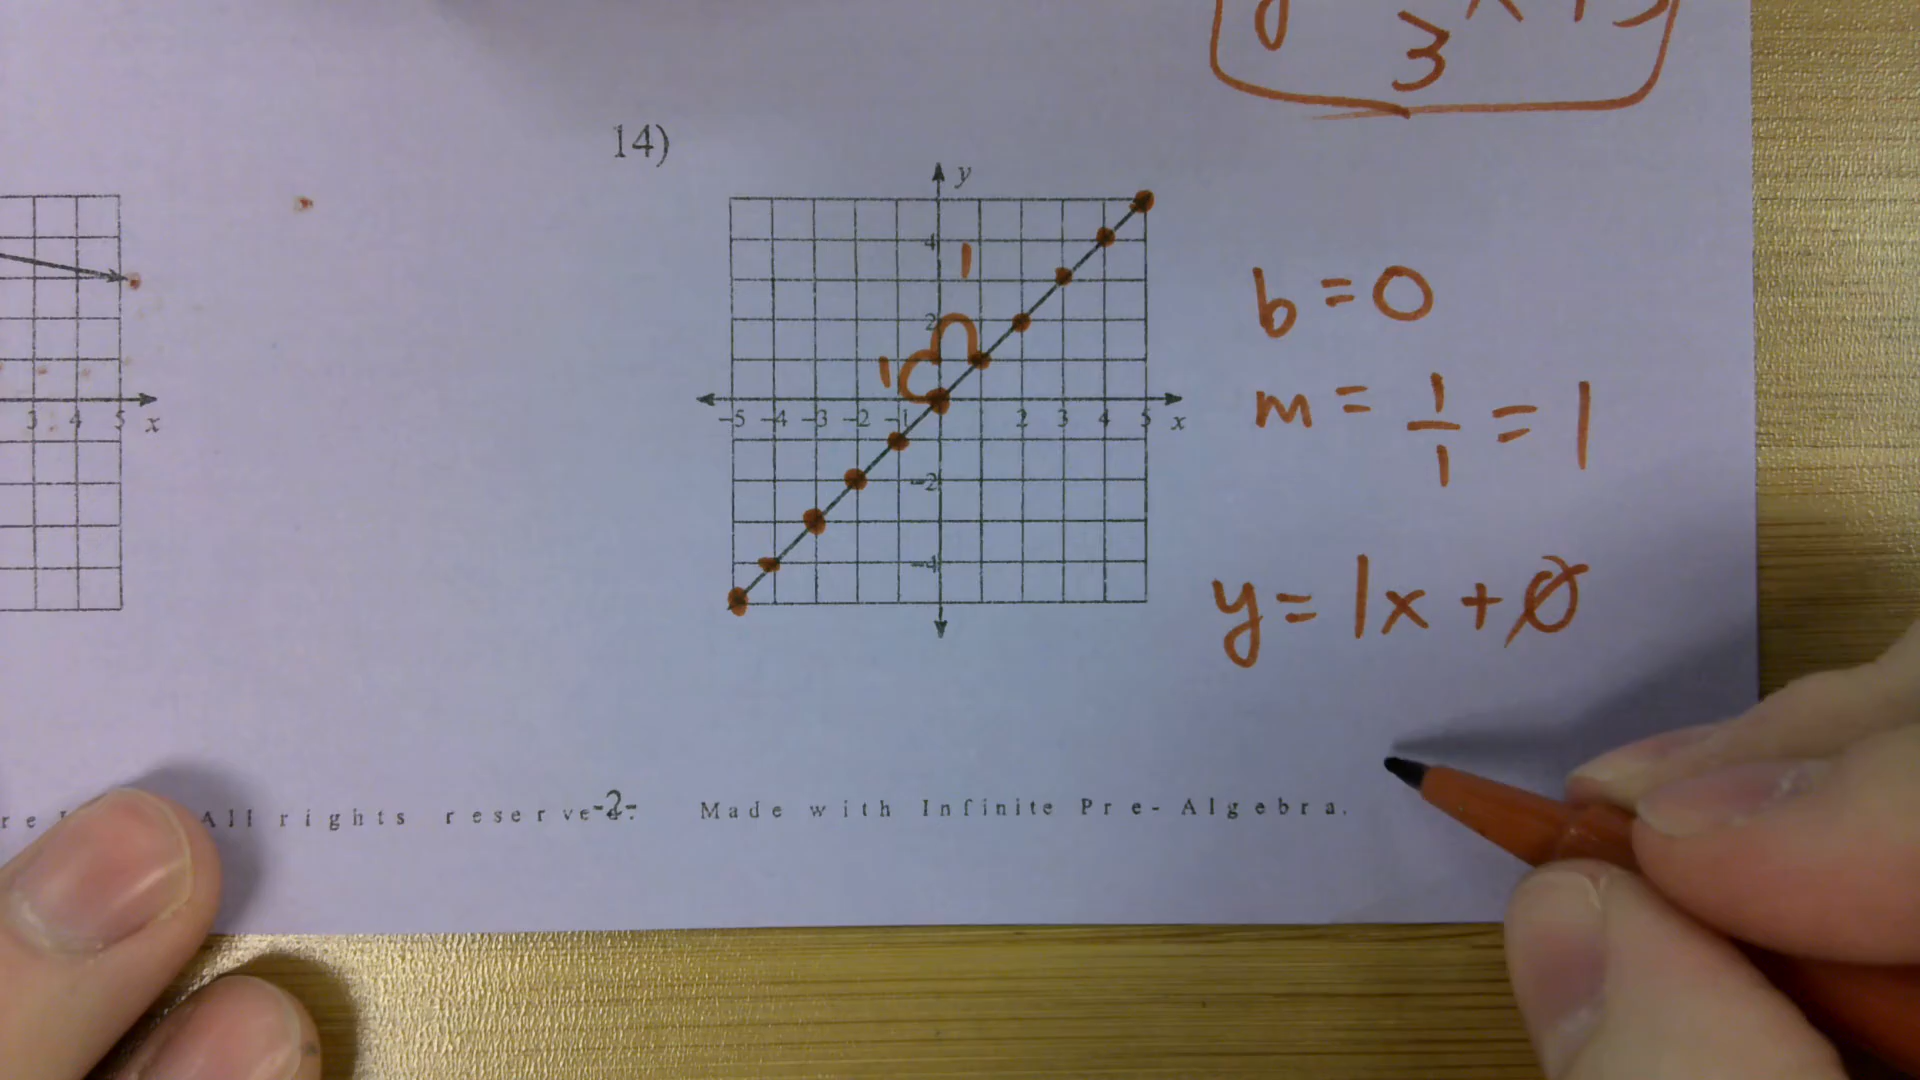 3
14)
y
4
1
2
1
-5 -4 -3 -2 -1 2 3 4 5 x
-2
-4
3 4 5 x
b = 0
m = 1/1 = 1
y = 1x + 0
All rights reserved. -2- Made with Infinite Pre-Algebra.